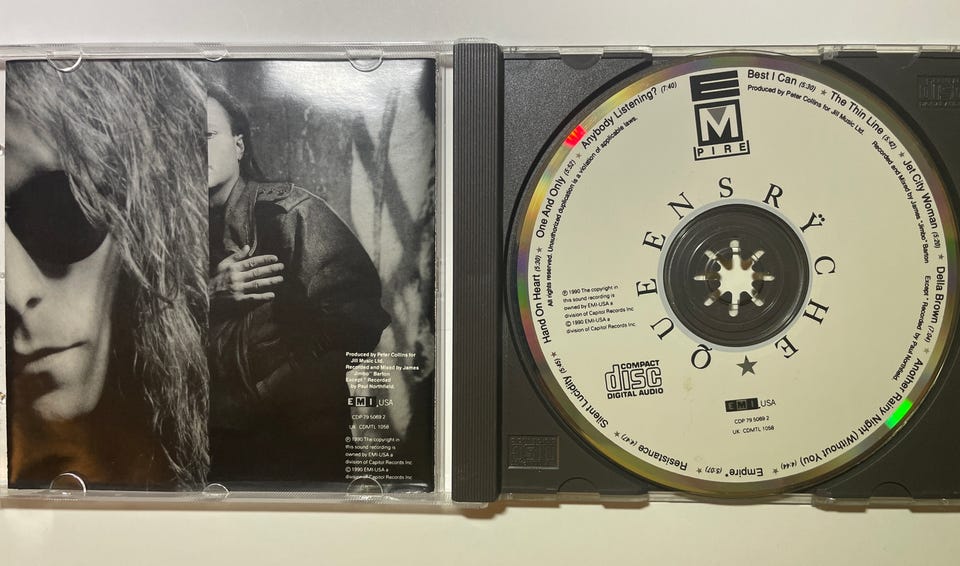 Produced by Peter Collins for
Jill Music Ltd.
Recorded and Mixed by James
"Jimbo" Barton
Except* Recorded
by Paul Northfield.
EMI USA
CDP 79 5069 2
UK CDMTL 1058
℗ 1990 The copyright in
this sound recording is
owned by EMI-USA a
division of Capitol Records Inc.
© 1990 EMI-USA a
division of Capitol Records Inc
EMPIRE
Best I Can (5:30) ★ The Thin Line (5:42) ★ Jet City Woman (5:20) ★ Della Brown (7:04) ★ Another Rainy Night (Without You) (4:44) ★ Empire* (5:07) ★ Resistance (4:47) ★ Silent Lucidity (5:45) ★ Hand On Heart (5:30) ★ One And Only (5:52) ★ Anybody Listening? (7:40)
Produced by Peter Collins for Jill Music Ltd.
Recorded and Mixed by James "Jimbo" Barton
Except* Recorded by Paul Northfield.
All rights reserved. Unauthorized duplication is a violation of applicable laws.
QUEENSRŸCHE ★
℗ 1990 The copyright in
this sound recording is
owned by EMI-USA a
division of Capitol Records Inc.
© 1990 EMI-USA a
division of Capitol Records Inc
COMPACT
disc
DIGITAL AUDIO
EMI USA
CDP 79 5069 2
UK CDMTL 1058